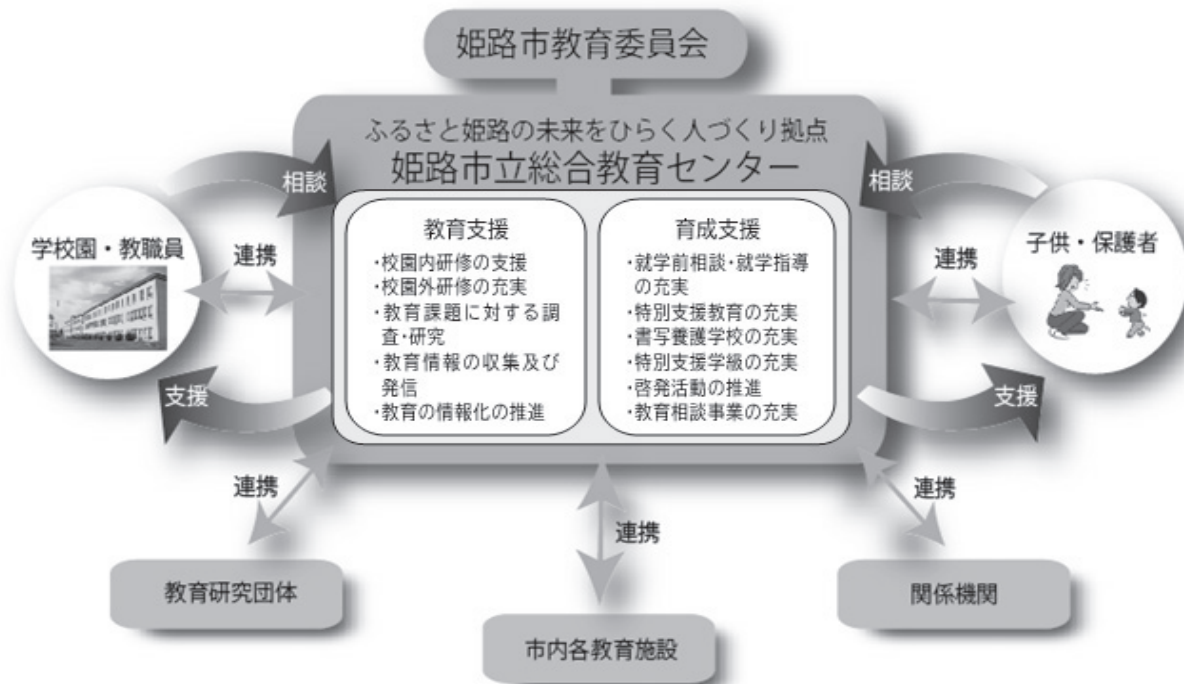 姫路市教育委員会
ふるさと姫路の未来をひらく人づくり拠点
姫路市立総合教育センター
相談
相談
学校園・教職員
連携
支援
教育支援
・校園内研修の支援
・校園外研修の充実
・教育課題に対する調
査・研究
・教育情報の収集及び
発信
・教育の情報化の推進
育成支援
・就学前相談・就学指導
の充実
・特別支援教育の充実
・書写養護学校の充実
・特別支援学級の充実
・啓発活動の推進
・教育相談事業の充実
子供・保護者
連携
支援
連携
連携
連携
教育研究団体
市内各教育施設
関係機関